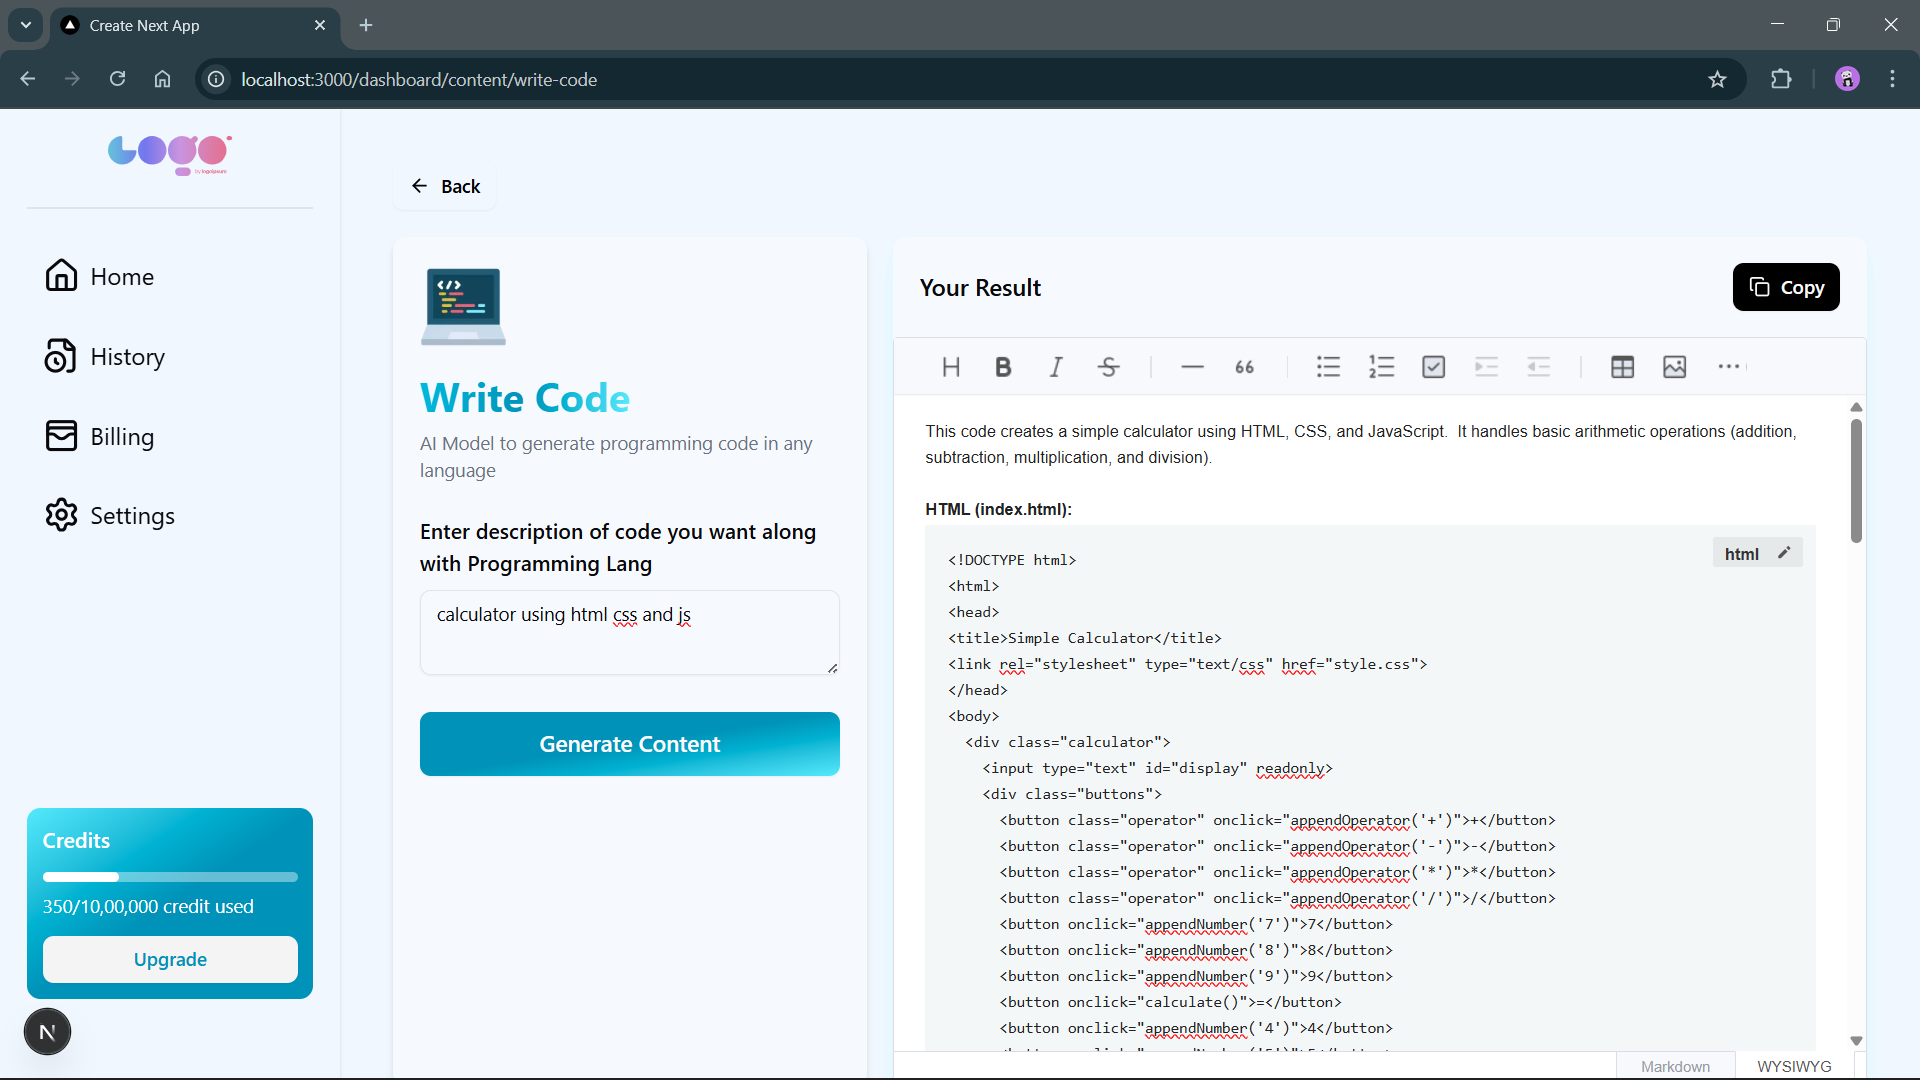 Create Next App
localhost:3000/dashboard/content/write-code
Logo
Home
History
Billing
Settings
Credits
350/10,00,000 credit used
Upgrade
N
Back
</>
Write Code
AI Model to generate programming code in any
language
Enter description of code you want along
with Programming Lang
calculator using html css and js
Generate Content
Your Result
Copy
H B I S
This code creates a simple calculator using HTML, CSS, and JavaScript.  It handles basic arithmetic operations (addition,
subtraction, multiplication, and division).
HTML (index.html):
html
<!DOCTYPE html>
<html>
<head>
<title>Simple Calculator</title>
<link rel="stylesheet" type="text/css" href="style.css">
</head>
<body>
<div class="calculator">
<input type="text" id="display" readonly>
<div class="buttons">
<button class="operator" onclick="appendOperator('+')">+</button>
<button class="operator" onclick="appendOperator('-')">-</button>
<button class="operator" onclick="appendOperator('*')">*</button>
<button class="operator" onclick="appendOperator('/')">/</button>
<button onclick="appendNumber('7')">7</button>
<button onclick="appendNumber('8')">8</button>
<button onclick="appendNumber('9')">9</button>
<button onclick="calculate()">=</button>
<button onclick="appendNumber('4')">4</button>
Markdown
WYSIWYG